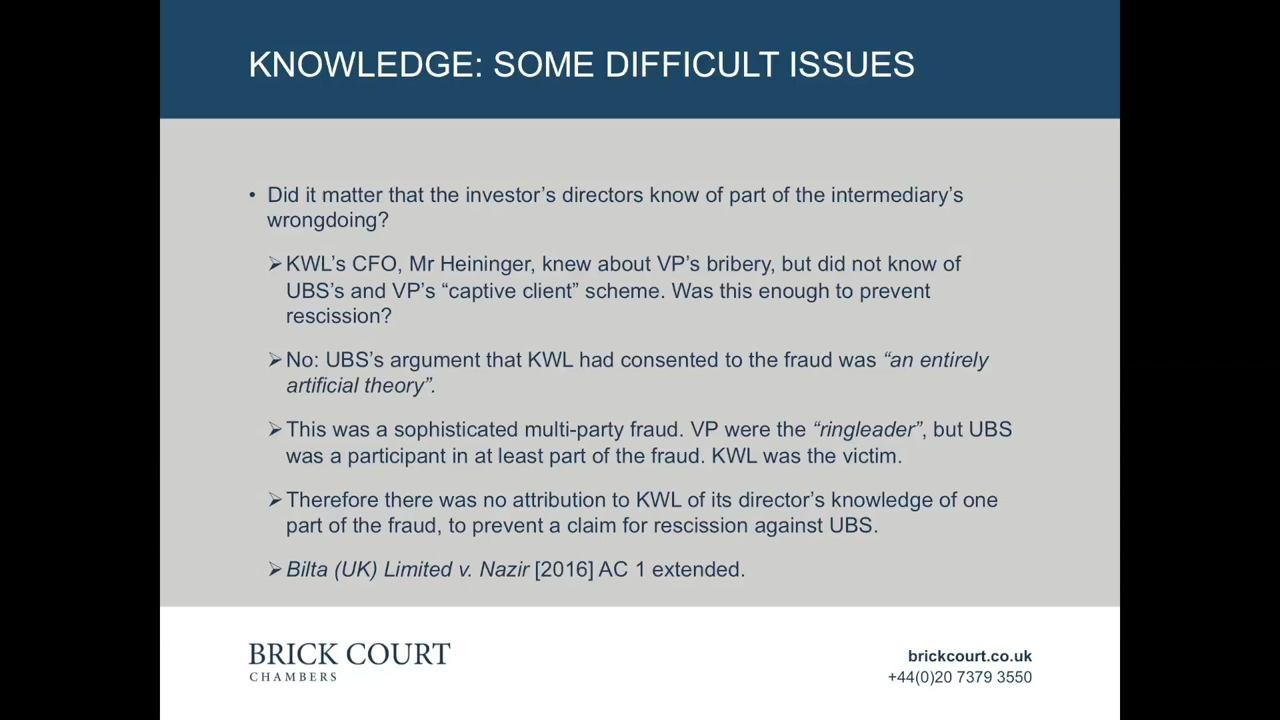 KNOWLEDGE: SOME DIFFICULT ISSUES
• Did it matter that the investor’s directors know of part of the intermediary’s
wrongdoing?
➢KWL’s CFO, Mr Heininger, knew about VP’s bribery, but did not know of
UBS’s and VP’s “captive client” scheme. Was this enough to prevent
rescission?
➢No: UBS’s argument that KWL had consented to the fraud was “an entirely
artificial theory”.
➢This was a sophisticated multi-party fraud. VP were the “ringleader”, but UBS
was a participant in at least part of the fraud. KWL was the victim.
➢Therefore there was no attribution to KWL of its director’s knowledge of one
part of the fraud, to prevent a claim for rescission against UBS.
➢Bilta (UK) Limited v. Nazir [2016] AC 1 extended.
BRICK COURT
CHAMBERS
brickcourt.co.uk
+44(0)20 7379 3550